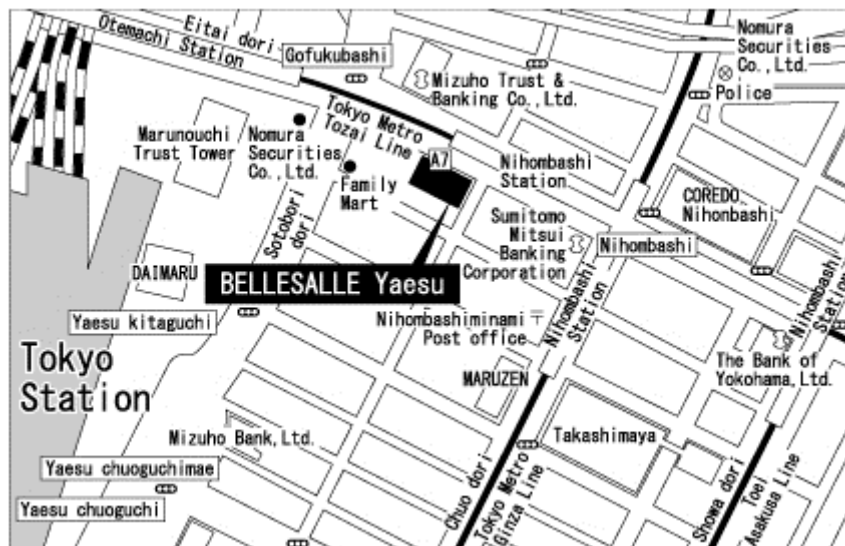 Eitai dori
Otemachi Station
Gofukubashi
Nomura
Securities
Co.,Ltd.
Police
Mizuho Trust &
Banking Co.,Ltd.
Tokyo Metro
Tozai Line
A7
Marunouchi
Trust Tower
Nomura
Securities
Co.,Ltd.
Family
Mart
Nihombashi
Station
COREDO
Nihonbashi
Sumitomo
Mitsui
Banking
Corporation
Nihombashi
Sotobori
dori
DAIMARU
BELLESALLE Yaesu
Nihombashi
Station
Nihombashi
Station
Yaesu kitaguchi
Nihombashiminami
Post office
〒
Tokyo
Station
MARUZEN
The Bank of
Yokohama,Ltd.
Mizuho Bank,Ltd.
Takashimaya
Yaesu chuoguchimae
Yaesu chuoguchi
Chuo dori
Tokyo Metro
Ginza Line
Showa dori
Toei
Asakusa Line